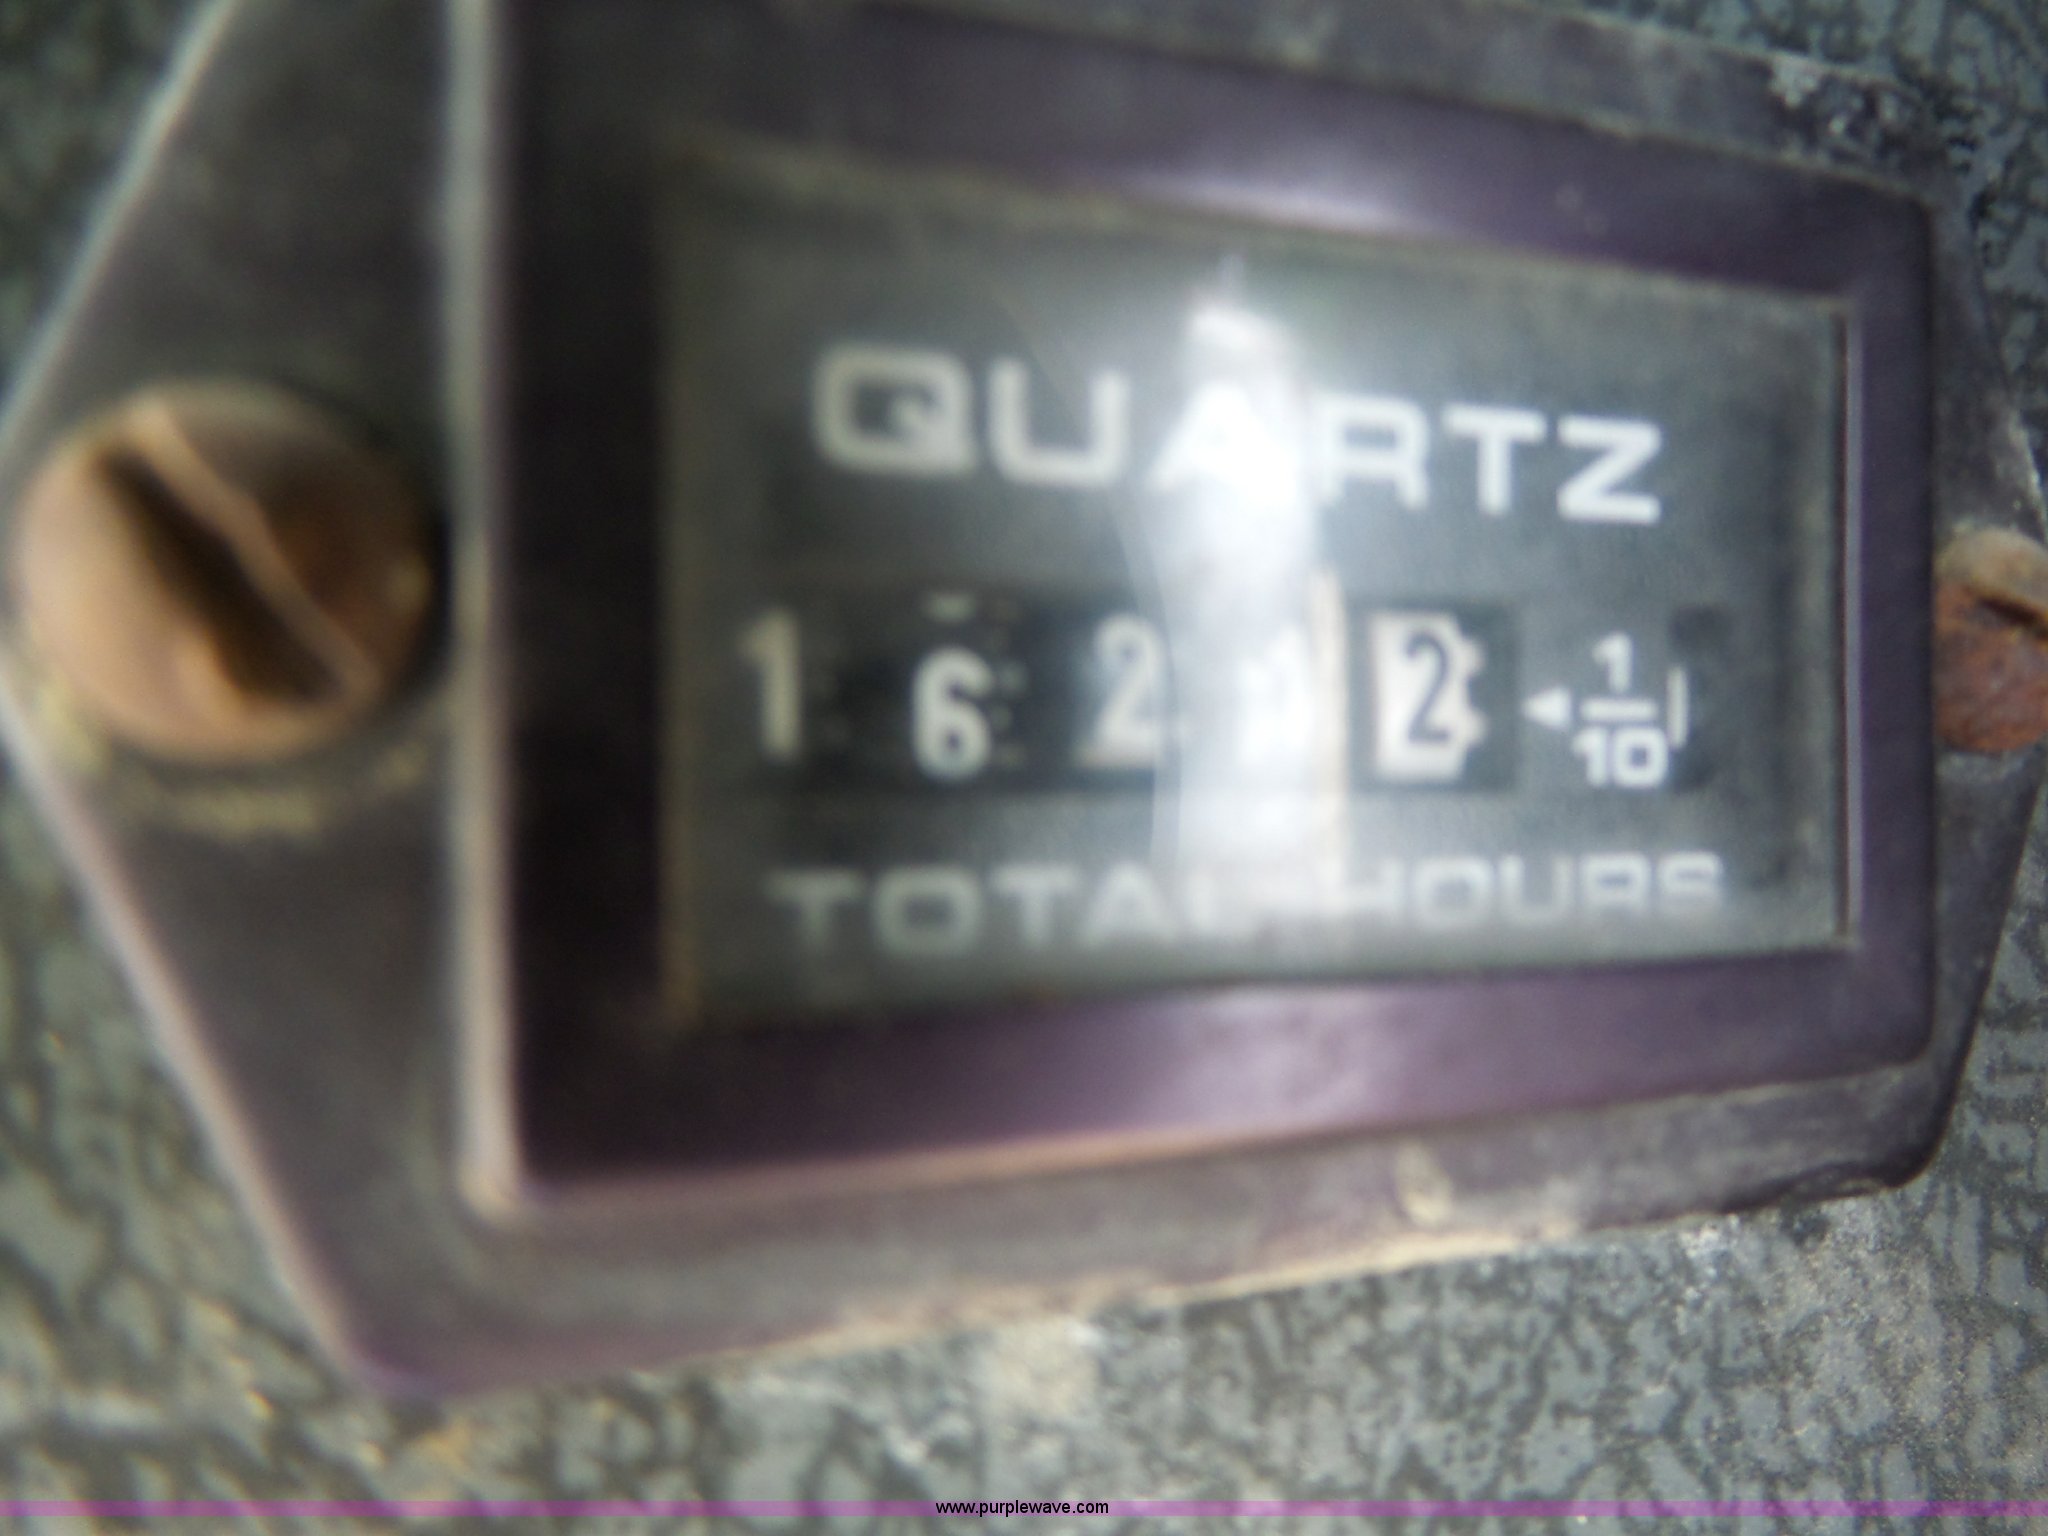 QUARTZ
1 6 2 2 1/10
TOTAL HOURS
www.purplewave.com